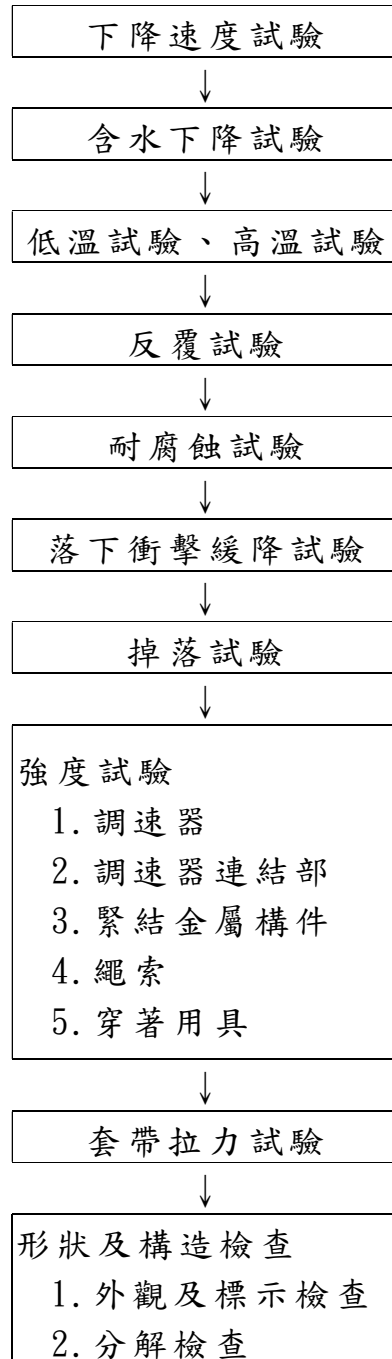 下降速度試驗
↓
含水下降試驗
↓
低溫試驗、高溫試驗
↓
反覆試驗
↓
耐腐蝕試驗
↓
落下衝擊緩降試驗
↓
掉落試驗
↓
強度試驗
1.調速器
2.調速器連結部
3.緊結金屬構件
4.繩索
5.穿著用具
↓
套帶拉力試驗
↓
形狀及構造檢查
1.外觀及標示檢查
2.分解檢查